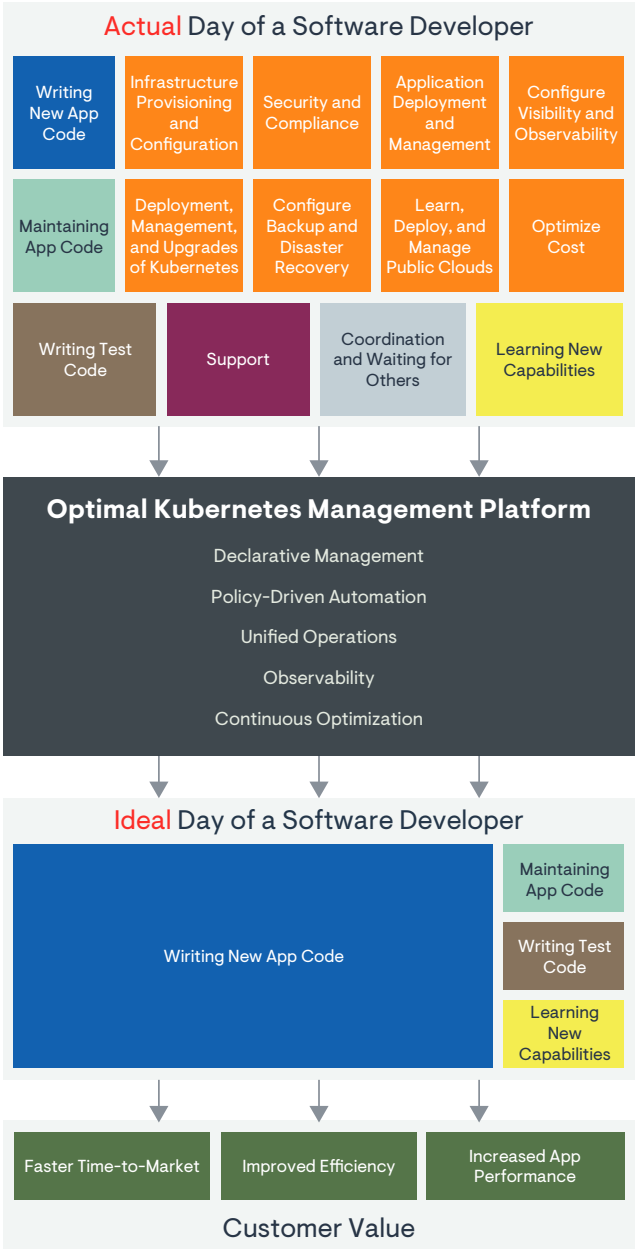 Actual Day of a Software Developer
Writing
New App
Code
Infrastructure
Provisioning
and
Configuration
Security and
Compliance
Application
Deployment
and
Management
Configure
Visibility and
Observability
Maintaining
App Code
Deployment,
Management,
and Upgrades
of Kubernetes
Configure
Backup and
Disaster
Recovery
Learn,
Deploy, and
Manage
Public Clouds
Optimize
Cost
Writing Test
Code
Support
Coordination
and Waiting for
Others
Learning New
Capabilities
Optimal Kubernetes Management Platform
Declarative Management
Policy-Driven Automation
Unified Operations
Observability
Continuous Optimization
Ideal Day of a Software Developer
Wiriting New App Code
Maintaining
App Code
Writing Test
Code
Learning
New
Capabilities
Faster Time-to-Market
Improved Efficiency
Increased App
Performance
Customer Value